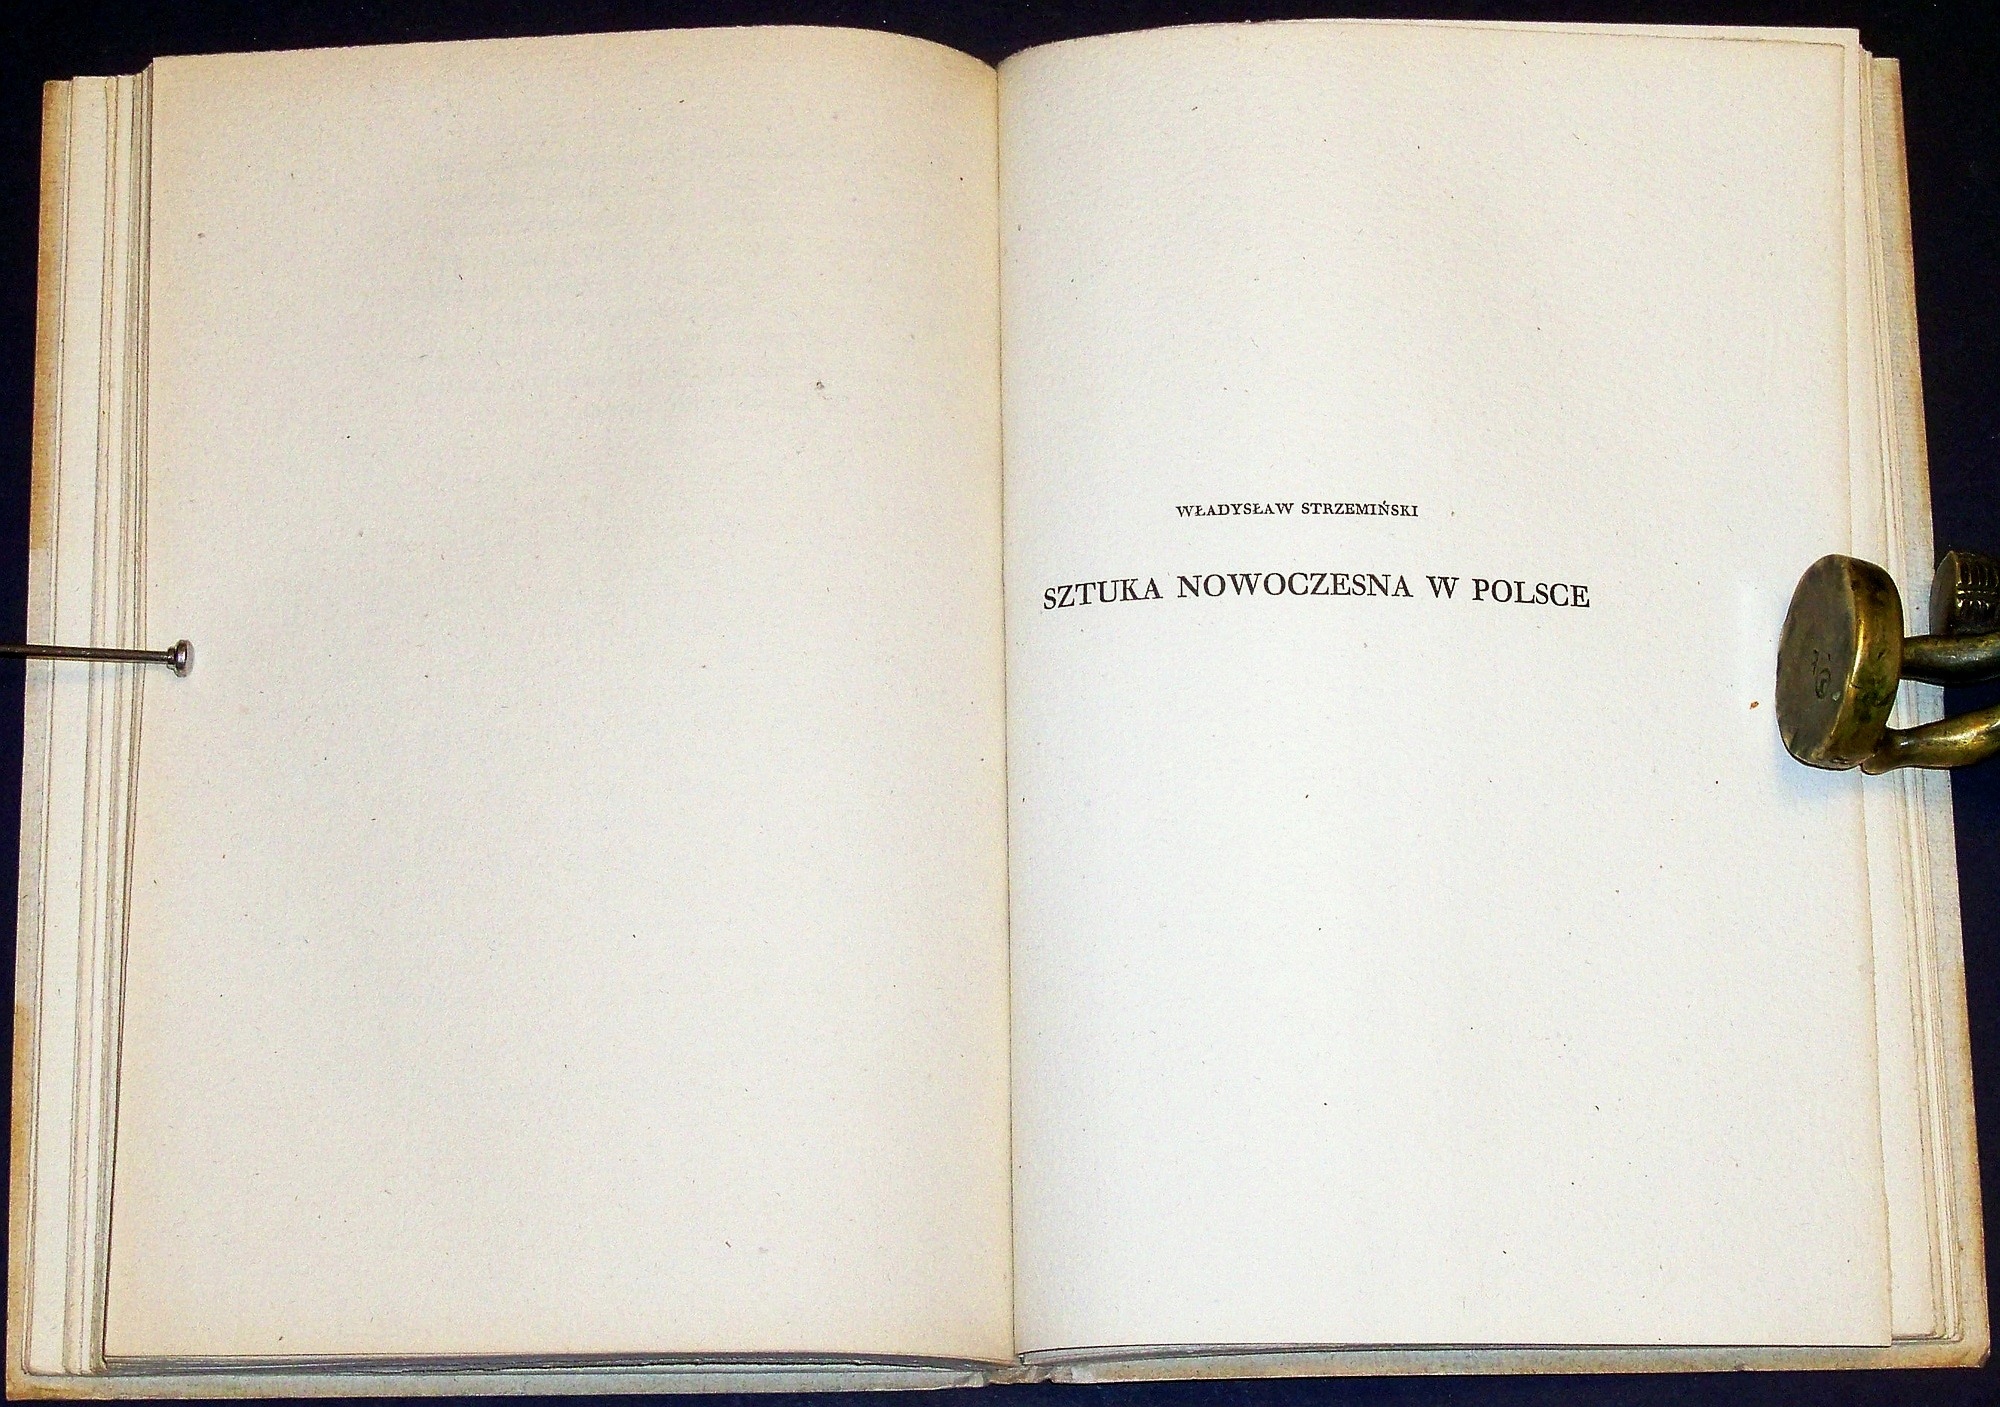 WŁADYSŁAW STRZEMIŃSKI
SZTUKA NOWOCZESNA W POLSCE